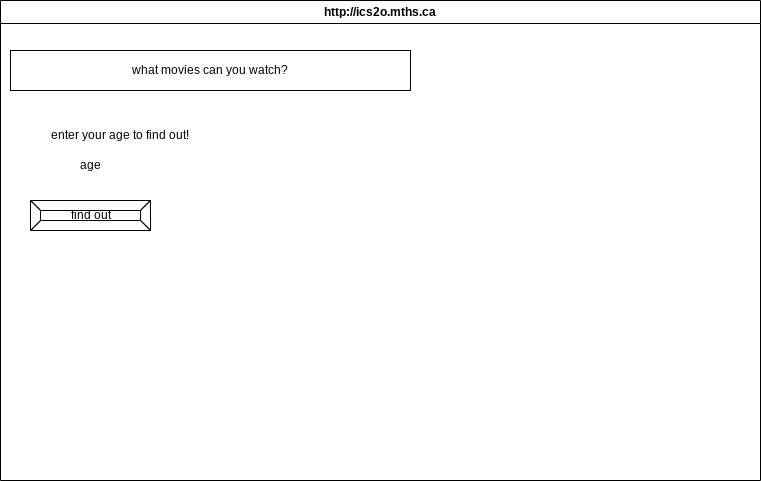 http://ics2o.mths.ca
what movies can you watch?
enter your age to find out!
age
find out